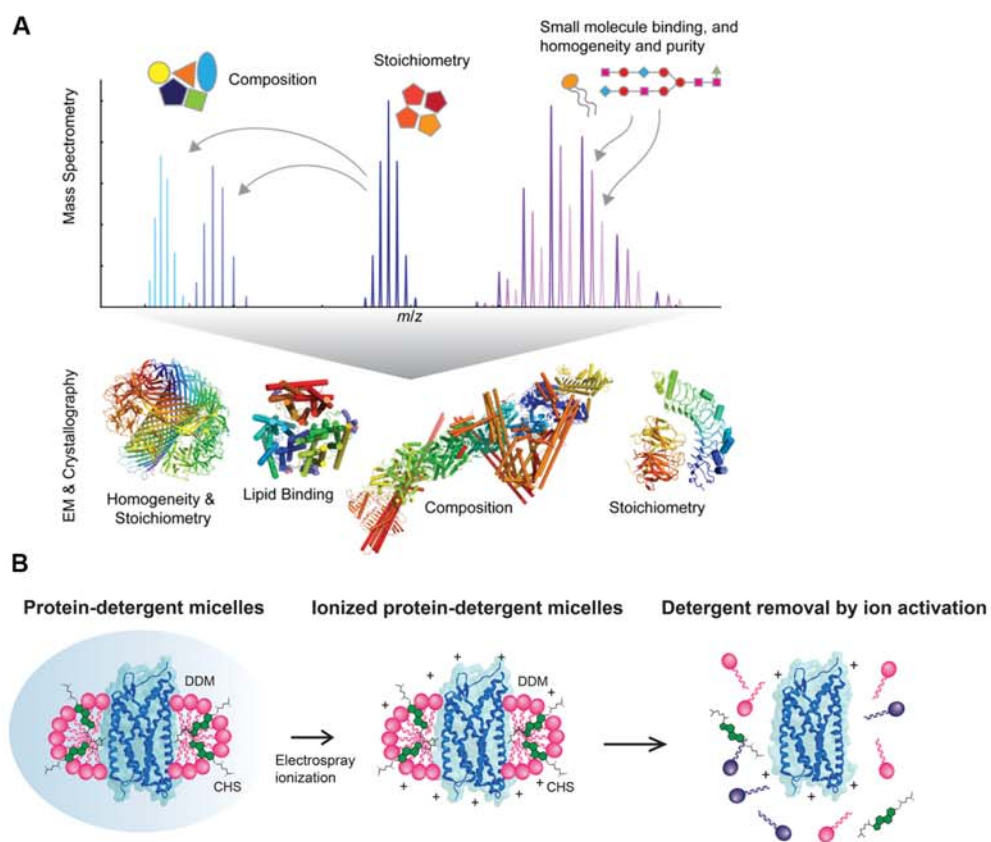 A
Small molecule binding, and
homogeneity and purity
Stoichiometry
Composition
Mass Spectrometry
m/z
EM & Crystallography
Homogeneity &
Stoichiometry
Lipid Binding
Composition
Stoichiometry
B
Protein-detergent micelles
Ionized protein-detergent micelles
Detergent removal by ion activation
DDM
CHS
Electrospray
ionization
+ + +
DDM
+ +
+ +
CHS
+ + + + +
+
+ +
+